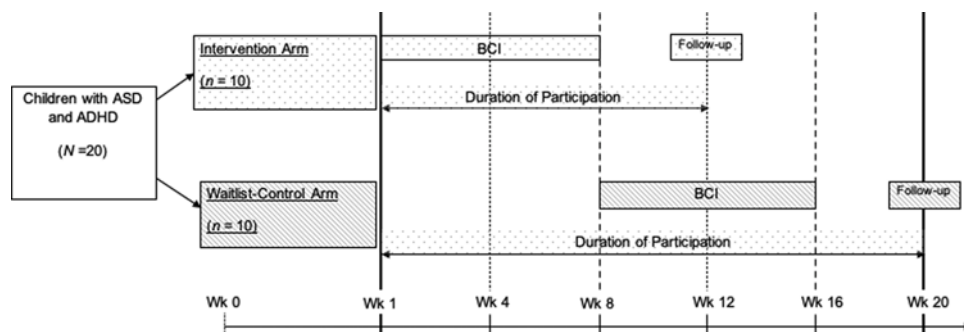 Children with ASD
and ADHD
(N =20)
Intervention Arm
(n = 10)
BCI
Follow-up
Duration of Participation
Waitlist-Control Arm
(n = 10)
BCI
Follow-up
Duration of Participation
Wk 0
Wk 1
Wk 4
Wk 8
Wk 12
Wk 16
Wk 20